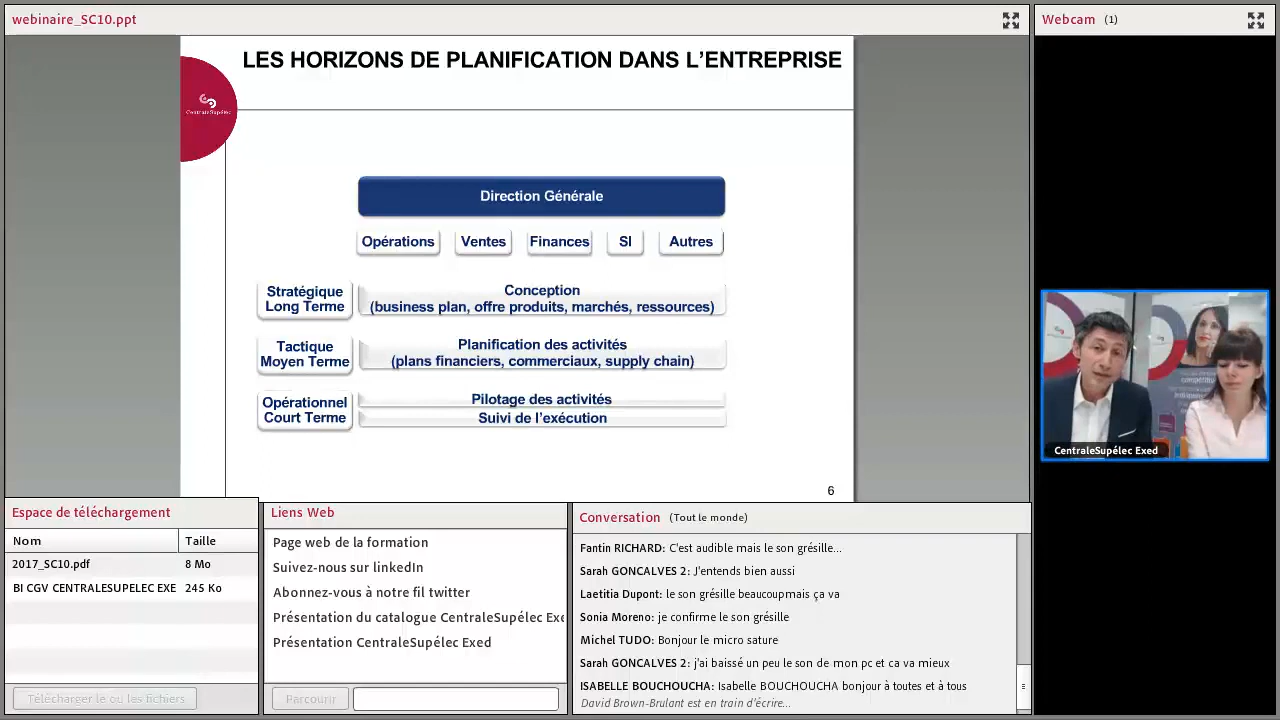 webinaire_SC10.ppt
LES HORIZONS DE PLANIFICATION DANS L’ENTREPRISE
CentraleSupélec
Direction Générale
Opérations
Ventes
Finances
SI
Autres
Stratégique
Long Terme
Conception
(business plan, offre produits, marchés, ressources)
Tactique
Moyen Terme
Planification des activités
(plans financiers, commerciaux, supply chain)
Opérationnel
Court Terme
Pilotage des activités
Suivi de l’exécution
6
Webcam (1)
CentraleSupélec Exed
Espace de téléchargement
Nom Taille
2017_SC10.pdf 8 Mo
BI CGV CENTRALESUPELEC EXE 245 Ko
Télécharger le ou les fichiers
Liens Web
Page web de la formation
Suivez-nous sur linkedIn
Abonnez-vous à notre fil twitter
Présentation du catalogue CentraleSupélec Exe
Présentation CentraleSupélec Exed
Parcourir
Conversation (Tout le monde)
Fantin RICHARD: C'est audible mais le son grésille...
Sarah GONCALVES 2: J'entends bien aussi
Laetitia Dupont: le son grésille beaucoupmais ça va
Sonia Moreno: je confirme le son grésille
Michel TUDO: Bonjour le micro sature
Sarah GONCALVES 2: j'ai baissé un peu le son de mon pc et ca va mieux
ISABELLE BOUCHOUCHA: Isabelle BOUCHOUCHA bonjour à toutes et à tous
David Brown-Brulant est en train d'écrire...